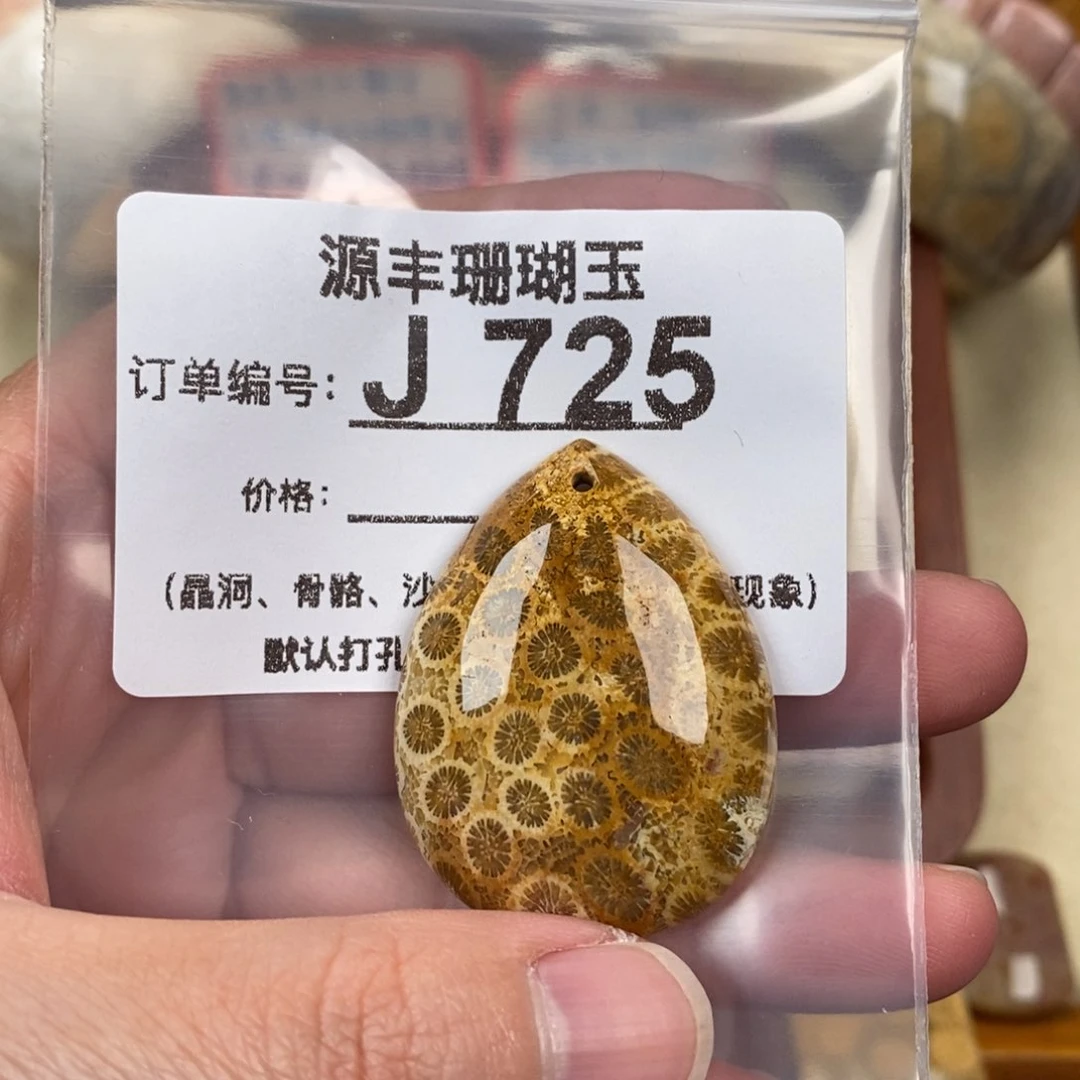 源丰珊瑚玉
订单编号: J 725
价格:
(晶洞、骨骼、沙 现象)
默认打孔